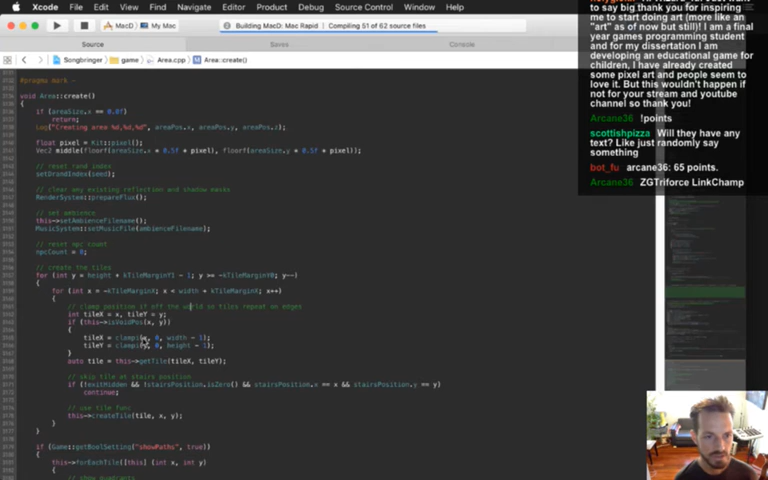 Xcode File Edit View Find Navigate Editor Product Debug Source Control Window Help
MacD My Mac Building MacD: Mac Rapid | Compiling 51 of 62 source files
Source Saves Console
Songbringer game Area.cpp Area::create()
#pragma mark -
void Area::create()
{
if (areaSize.x == 0.0f)
return;
Log("Creating area %d,%d,%d", areaPos.x, areaPos.y, areaPos.z);
float pixel = Kit::pixel();
Vec2 middle(floorf(areaSize.x * 0.5f + pixel), floorf(areaSize.y * 0.5f + pixel));
// reset rand index
setDrandIndex(seed);
// clear any existing reflection and shadow masks
// set ambience
this->setAmbienceFilename();
MusicSystem::setMusicFile(ambienceFilename);
// reset npc count
npcCount = 0;
// create the tiles
for (int y = height + kTileMarginY1 - 1; y >= -kTileMarginY0; y--)
{
for (int x = -kTileMarginX; x < width + kTileMarginX; x++)
{
// clamp position if off the world so tiles repeat on edges
int tileX = x, tileY = y;
if (this->isVoidPos(x, y))
{
tileX = 0, width - 1);
tileY = 0, height - 1);
}
auto tile = this->getTile(tileX, tileY);
// skip tile at stairs position
if (!exitHidden && !stairsPosition.isZero() && stairsPosition.x == x && stairsPosition.y == y)
continue;
// use tile func
this->createTile(tile, x, y);
}
}
if (Game::getBoolSetting("showPaths", true))
{
this->forEachTile([this] (int x, int y)
{
to say big thank you for inspiring
me to start doing art (more like an
"art" as of now but still)! I am a final
year games programming student
and for my dissertation I am
developing an educational game for
children, I have already created
some pixel art and people seem to
love it. But this wouldn't happen if
not for your stream and youtube
channel so thank you!
Arcane36 !points
scottishpizza Will they have any
text? Like just randomly say
something
bot_fu arcane36: 65 points.
Arcane36 ZGTriforce LinkChamp